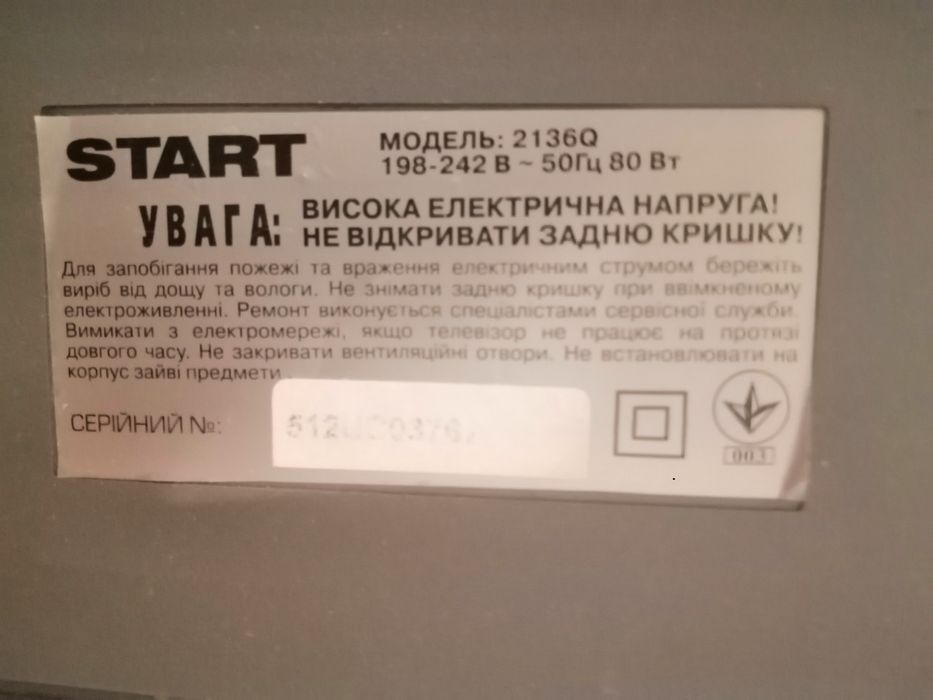 START
МОДЕЛЬ: 2136Q
198-242 В ~ 50Гц 80 Вт
УВАГА:
ВИСОКА ЕЛЕКТРИЧНА НАПРУГА!
НЕ ВІДКРИВАТИ ЗАДНЮ КРИШКУ!
Для запобігання пожежі та враження електричним струмом бережіть
виріб від дощу та вологи. Не знімати задню кришку при ввімкненому
електроживленні. Ремонт виконується спеціалістами сервісної служби.
Вимикати з електромережі, якщо телевізор не працює на протязі
довгого часу. Не закривати вентиляційні отвори. Не встановлювати на
корпус зайві предмети.
СЕРІЙНИЙ №:
003